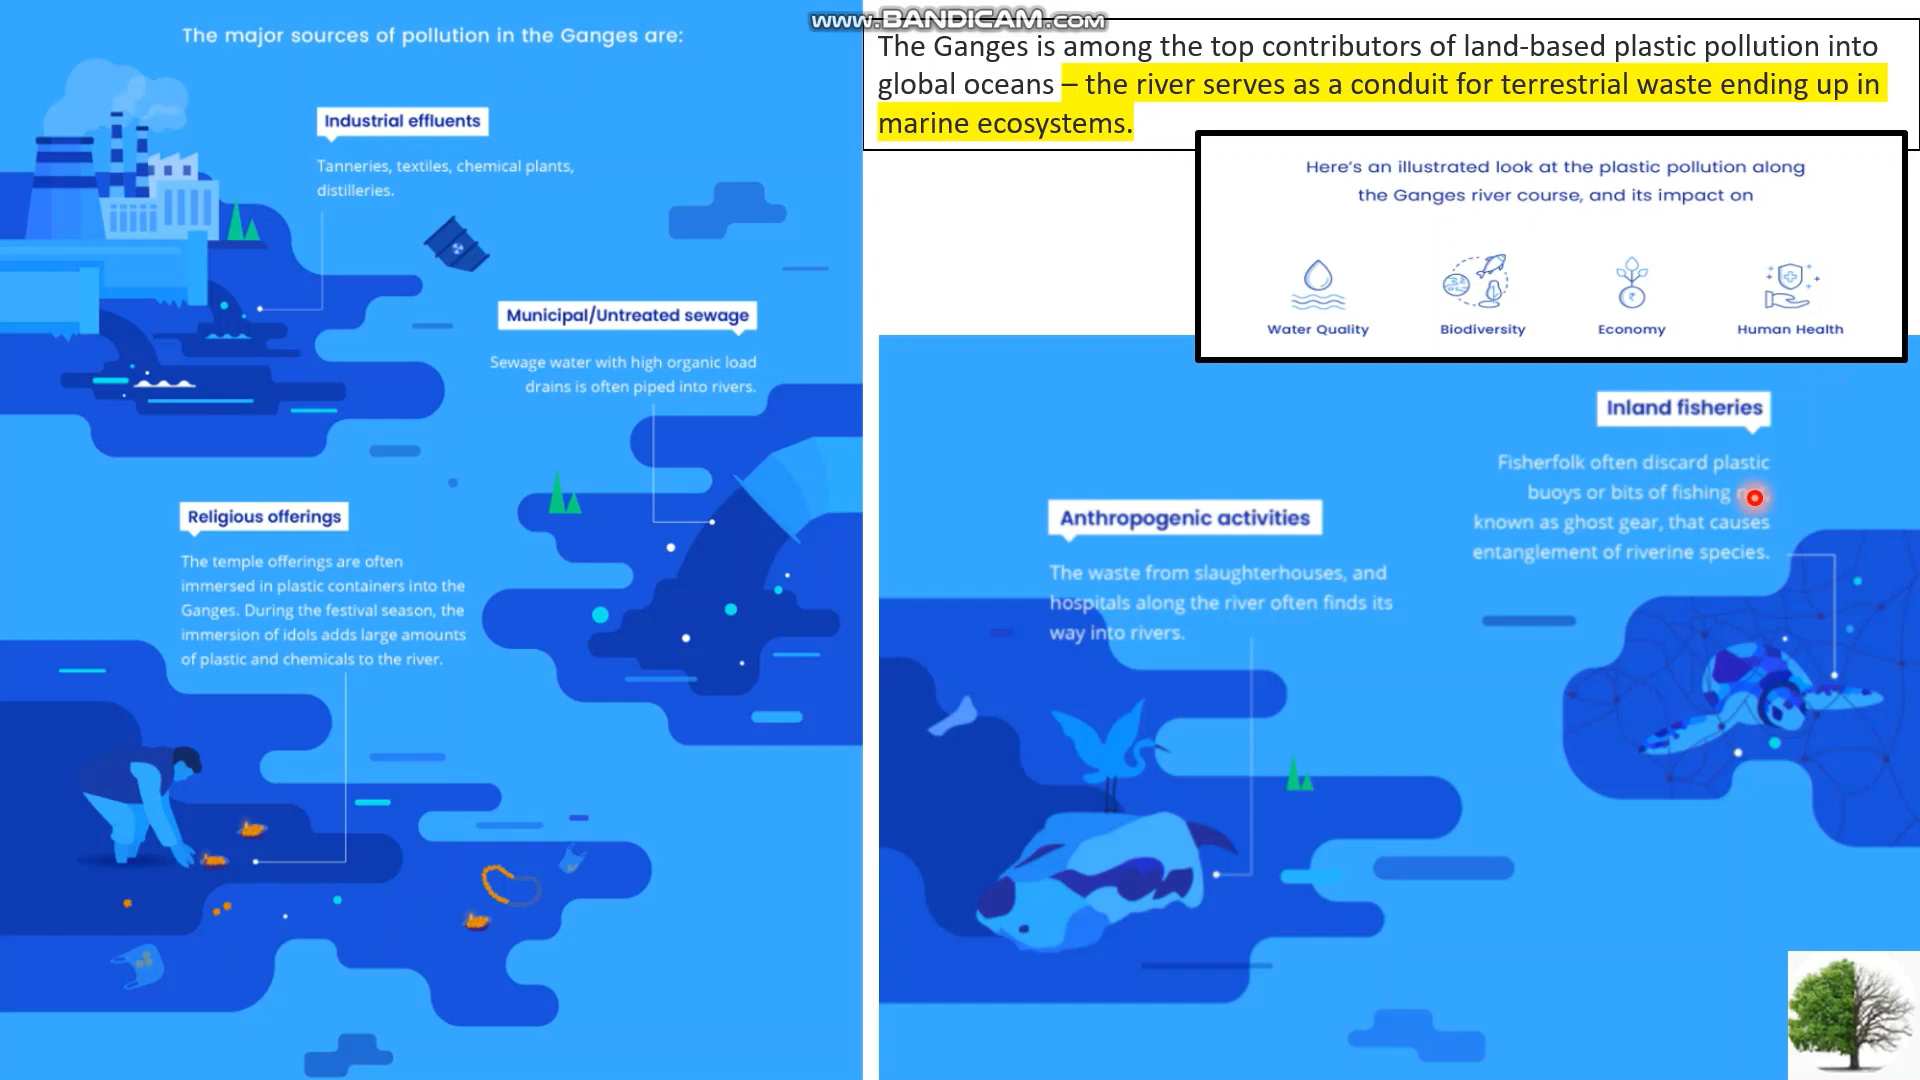 www.BANDICAM.com
The major sources of pollution in the Ganges are:
Industrial effluents
Tanneries, textiles, chemical plants,
distilleries.
Municipal/Untreated sewage
Sewage water with high organic load
drains is often piped into rivers.
Religious offerings
The temple offerings are often
immersed in plastic containers into the
Ganges. During the festival season, the
immersion of idols adds large amounts
of plastic and chemicals to the river.
The Ganges is among the top contributors of land-based plastic pollution into
global oceans – the river serves as a conduit for terrestrial waste ending up in
marine ecosystems.
Here's an illustrated look at the plastic pollution along
the Ganges river course, and its impact on
Water Quality
Biodiversity
Economy
Human Health
Inland fisheries
Fisherfolk often discard plastic
buoys or bits of fishing
known as ghost gear, that causes
entanglement of riverine species.
Anthropogenic activities
The waste from slaughterhouses, and
hospitals along the river often finds its
way into rivers.